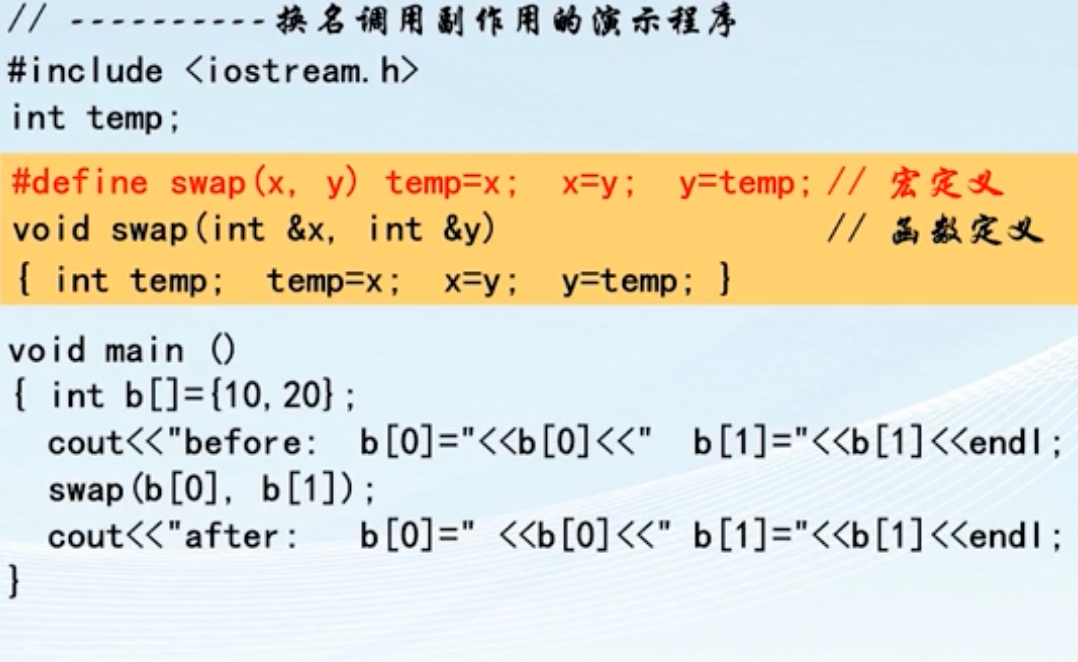 // ----------换名调用副作用的演示程序
#include <iostream.h>
int temp;
#define swap(x, y) temp=x; x=y; y=temp; // 宏定义
void swap(int &x, int &y) // 函数定义
{ int temp; temp=x; x=y; y=temp; }
void main ()
{ int b[]={10,20};
cout<<"before: b[0]="<<b[0]<<" b[1]="<<b[1]<<endl;
swap(b[0], b[1]);
cout<<"after: b[0]=" <<b[0]<<" b[1]="<<b[1]<<endl;
}